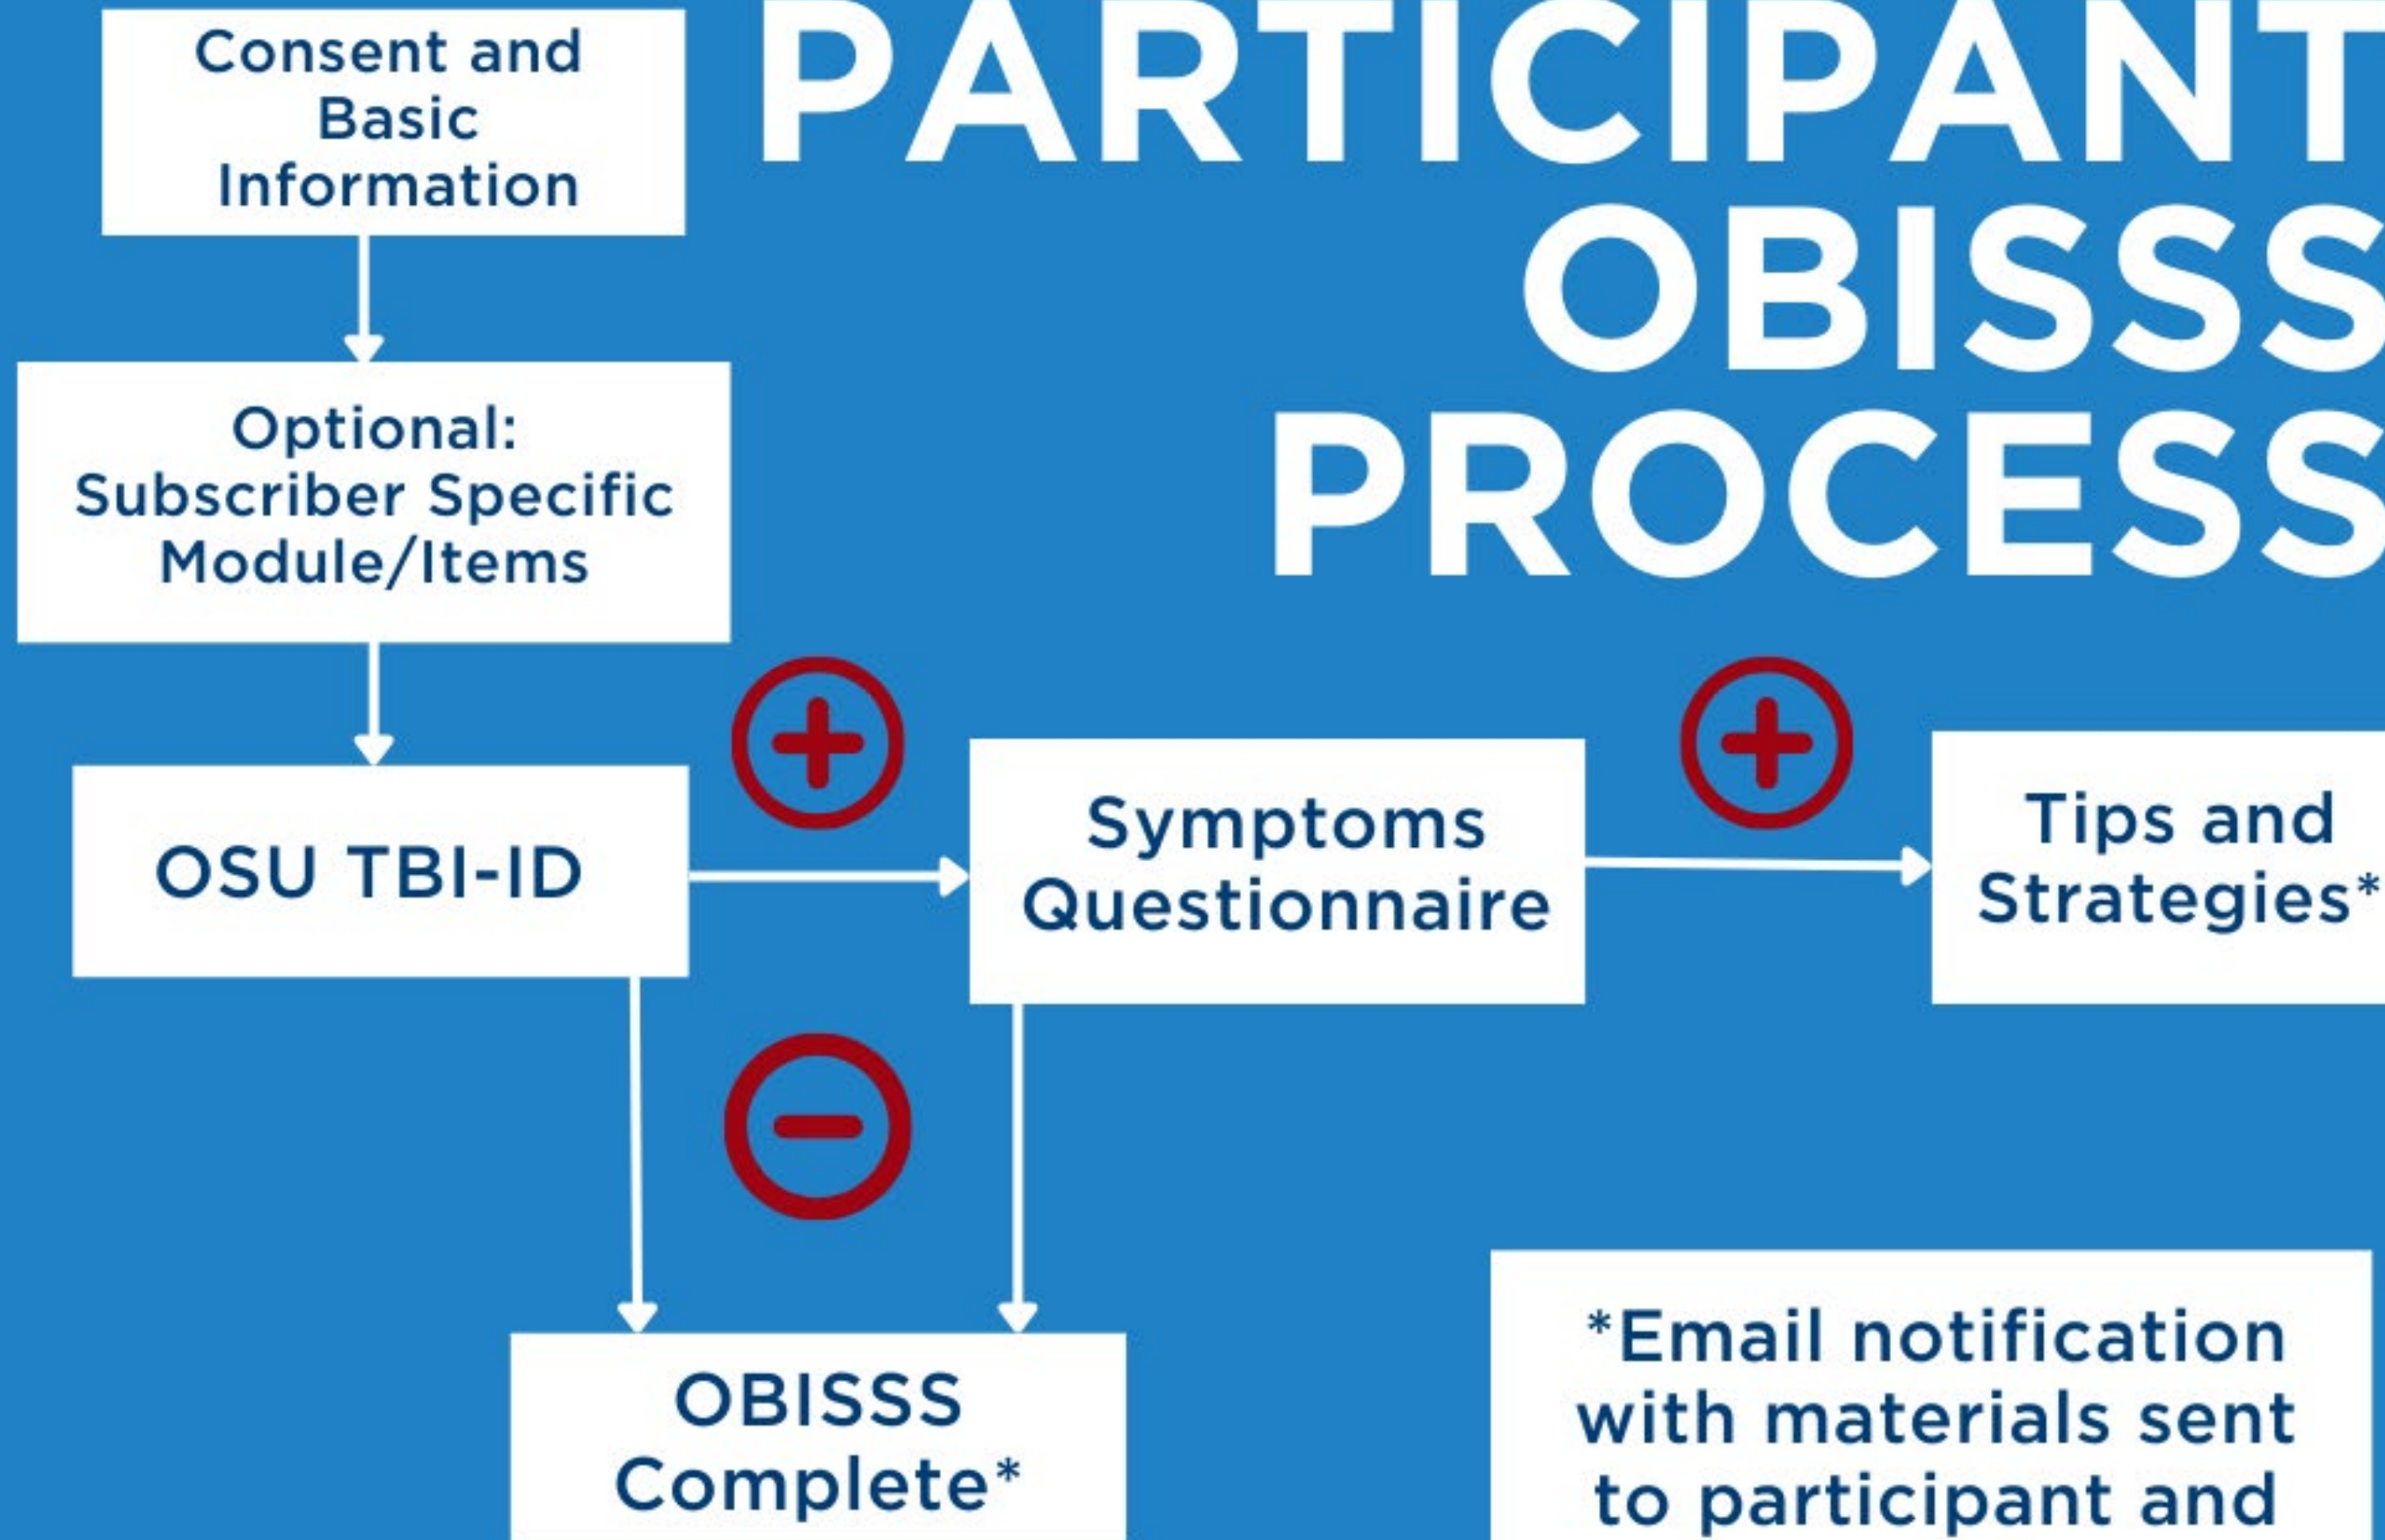 Consent and
Basic
Information
PARTICIPANT
OBISSS
PROCESS
Optional:
Subscriber Specific
Module/Items
OSU TBI-ID
Symptoms
Questionnaire
Tips and
Strategies*
OBISSS
Complete*
*Email notification
with materials sent
to participant and